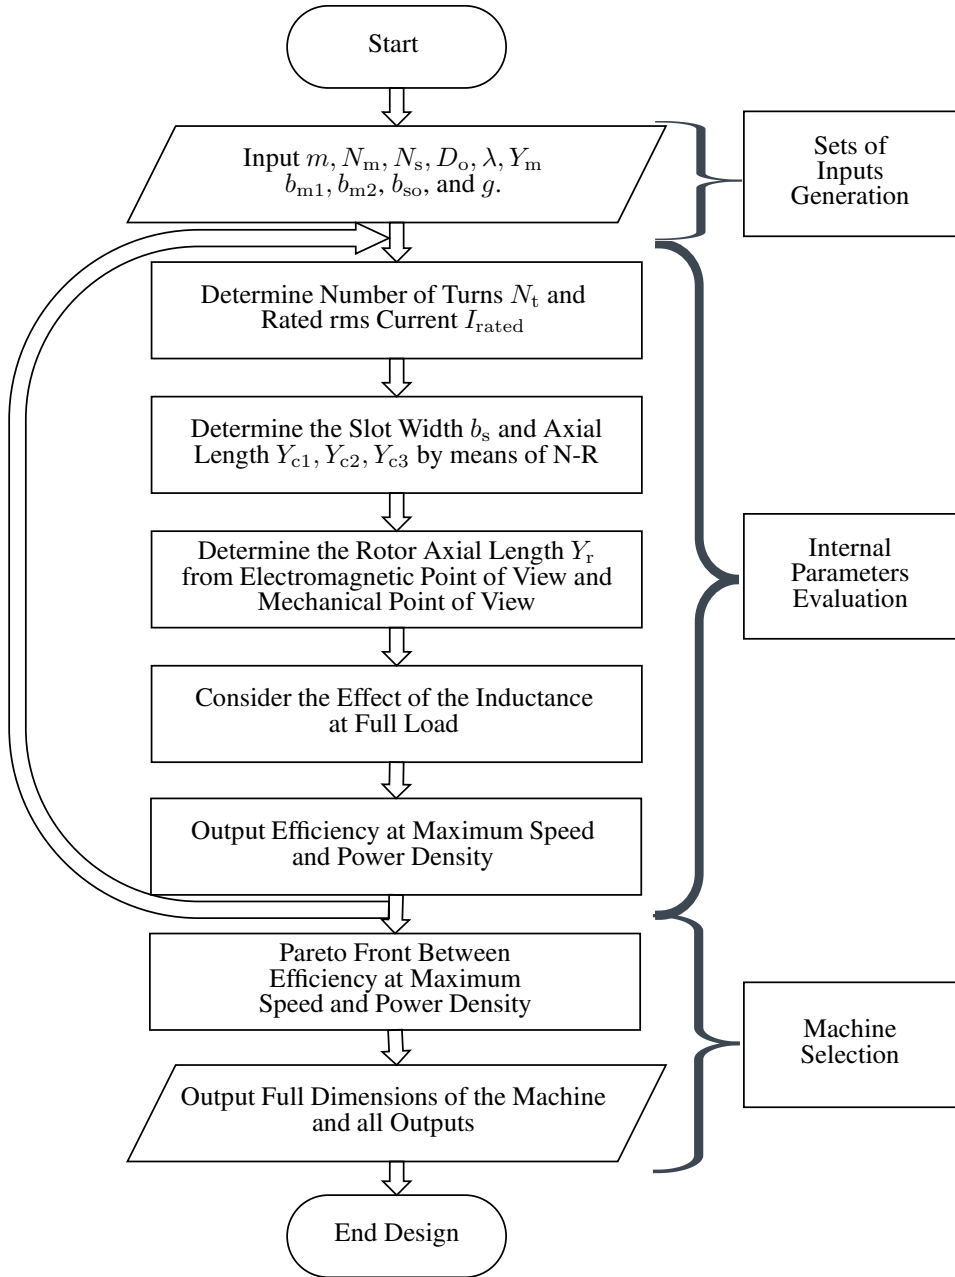 Start
Input m, N_m, N_s, D_o, λ, Y_m
b_m1, b_m2, b_so, and g.
Sets of
Inputs
Generation
Determine Number of Turns N_t and
Rated rms Current I_rated
Determine the Slot Width b_s and Axial
Length Y_c1, Y_c2, Y_c3 by means of N-R
Determine the Rotor Axial Length Y_r
from Electromagnetic Point of View and
Mechanical Point of View
Internal
Parameters
Evaluation
Consider the Effect of the Inductance
at Full Load
Output Efficiency at Maximum Speed
and Power Density
Pareto Front Between
Efficiency at Maximum
Speed and Power Density
Machine
Selection
Output Full Dimensions of the Machine
and all Outputs
End Design